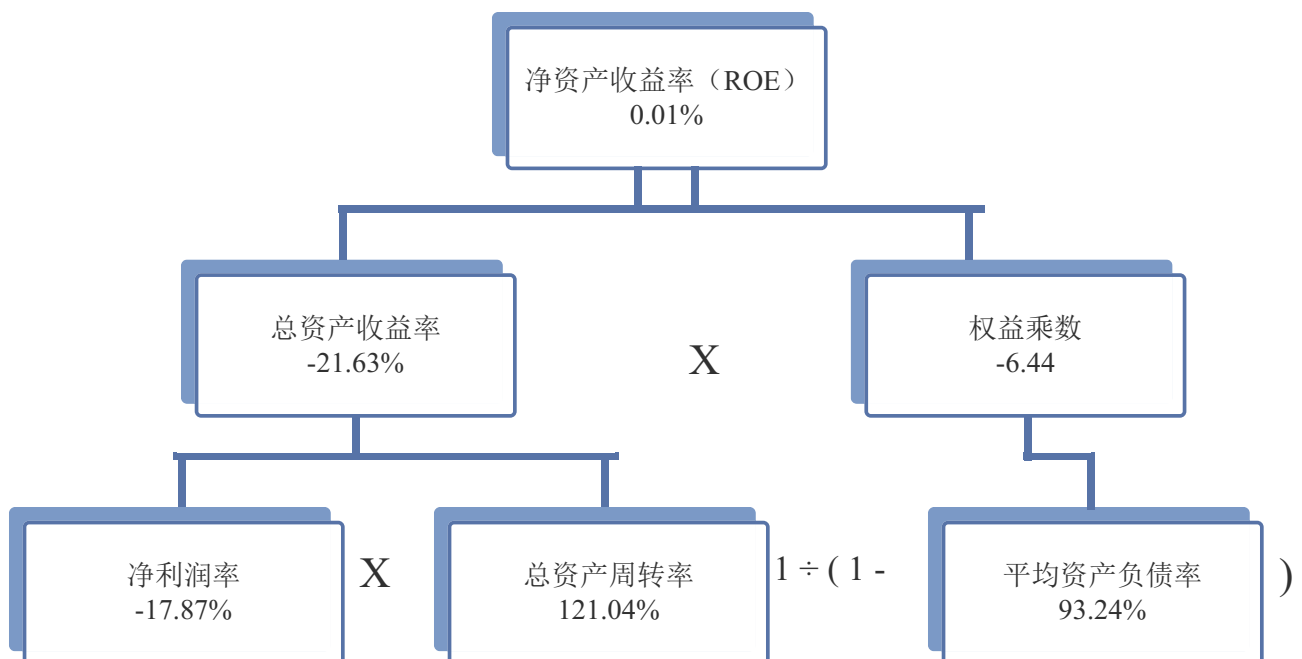 净资产收益率（ROE）
0.01%
总资产收益率
-21.63%
X
权益乘数
-6.44
净利润率
-17.87%
X
总资产周转率
121.04%
1 ÷ ( 1 -
平均资产负债率
93.24%
)